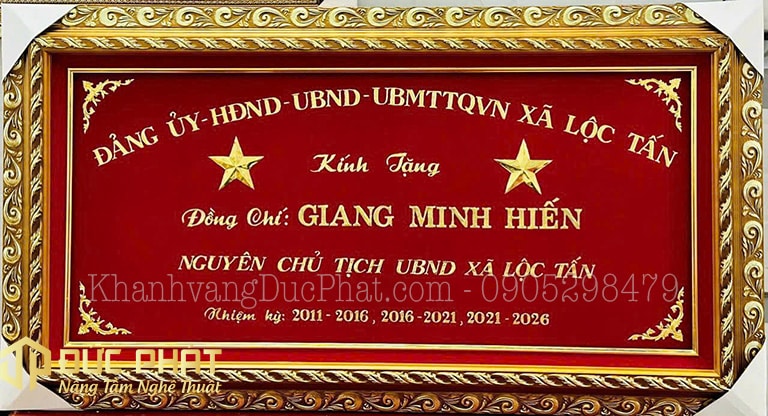 ĐẢNG ỦY-HĐND-UBND-UBMTTQVN XÃ LỘC TẤN
Kính Tặng
Đồng Chí: GIANG MINH HIẾN
NGUYÊN CHỦ TỊCH UBND XÃ LỘC TẤN
KhanhvangDucPhat.com - 0905298479
Nhiệm kỳ: 2011-2016, 2016-2021, 2021-2026
ĐỨC PHÁT
Nâng Tầm Nghệ Thuật